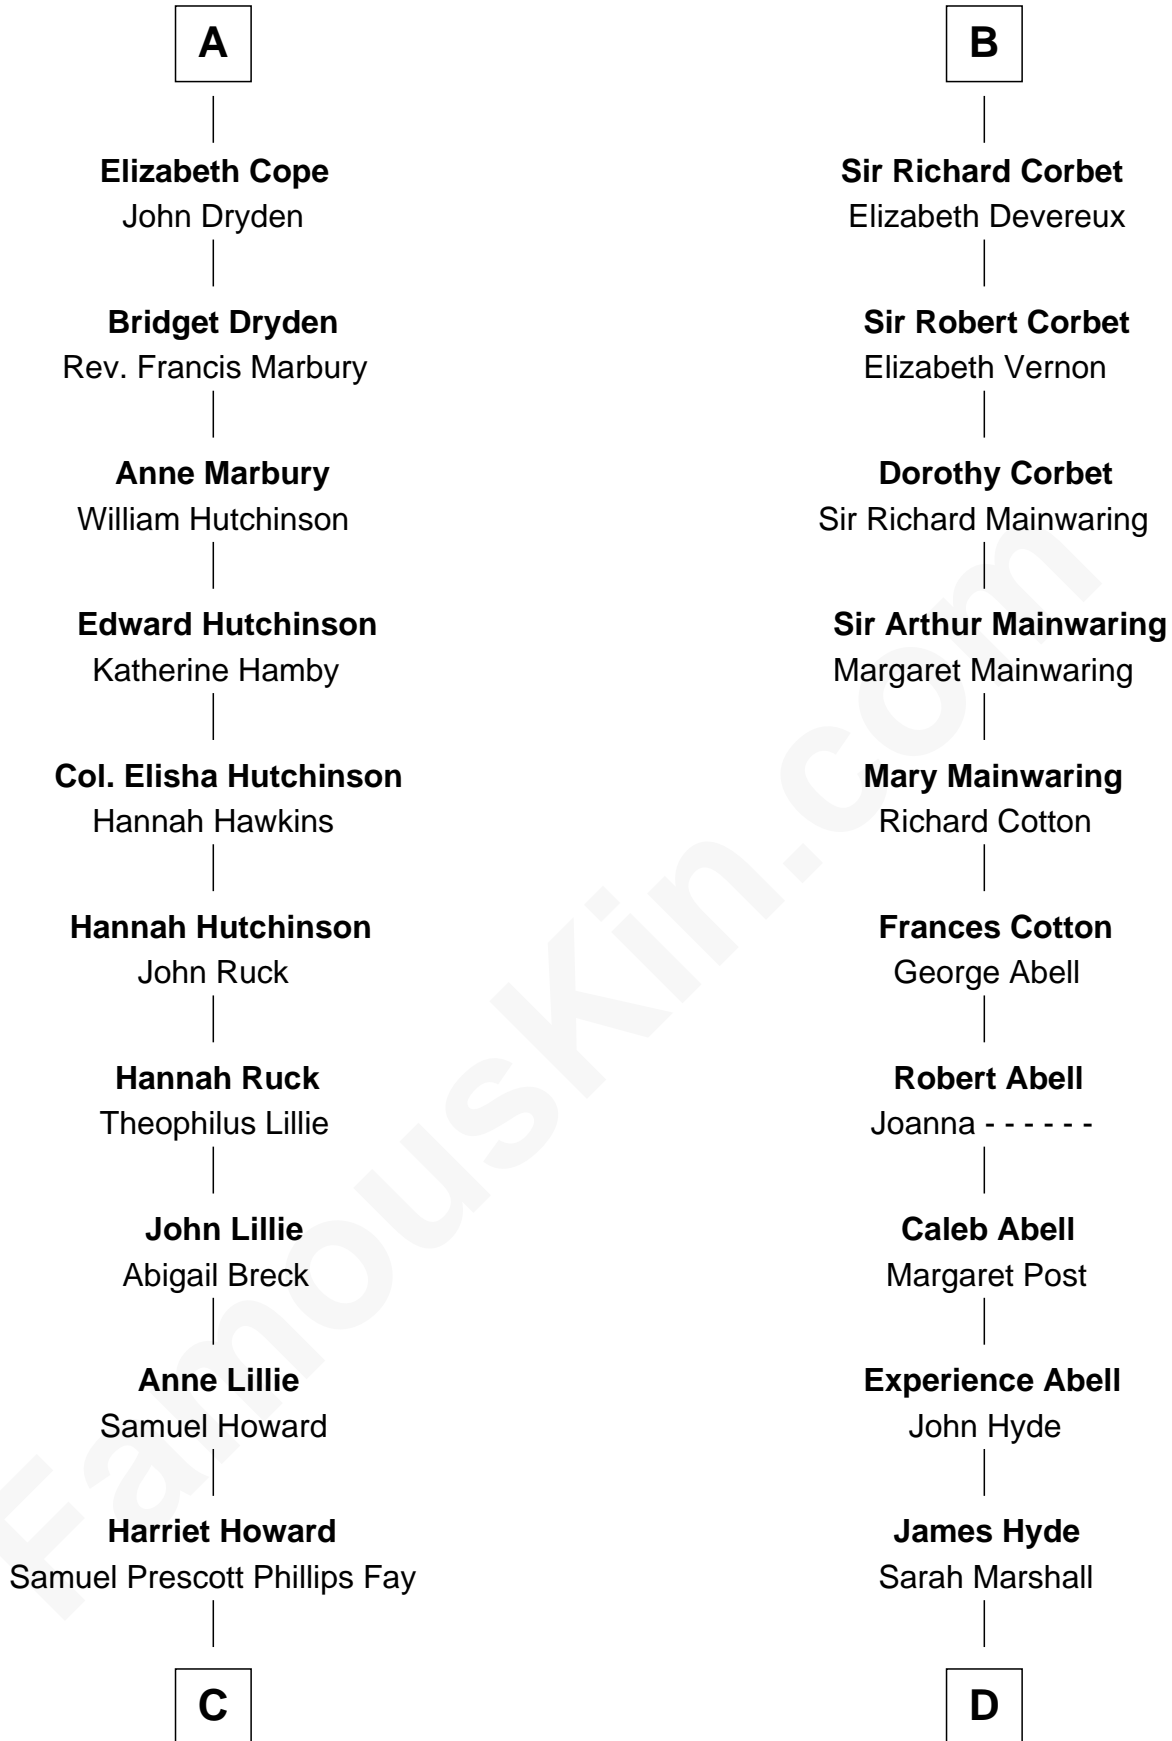 A
Elizabeth Cope
John Dryden
Bridget Dryden
Rev. Francis Marbury
Anne Marbury
William Hutchinson
Edward Hutchinson
Katherine Hamby
Col. Elisha Hutchinson
Hannah Hawkins
Hannah Hutchinson
John Ruck
Hannah Ruck
Theophilus Lillie
John Lillie
Abigail Breck
Anne Lillie
Samuel Howard
Harriet Howard
Samuel Prescott Phillips Fay
C
B
Sir Richard Corbet
Elizabeth Devereux
Sir Robert Corbet
Elizabeth Vernon
Dorothy Corbet
Sir Richard Mainwaring
Sir Arthur Mainwaring
Margaret Mainwaring
Mary Mainwaring
Richard Cotton
Frances Cotton
George Abell
Robert Abell
Joanna - - - - - -
Caleb Abell
Margaret Post
Experience Abell
John Hyde
James Hyde
Sarah Marshall
D
FamousKin.com